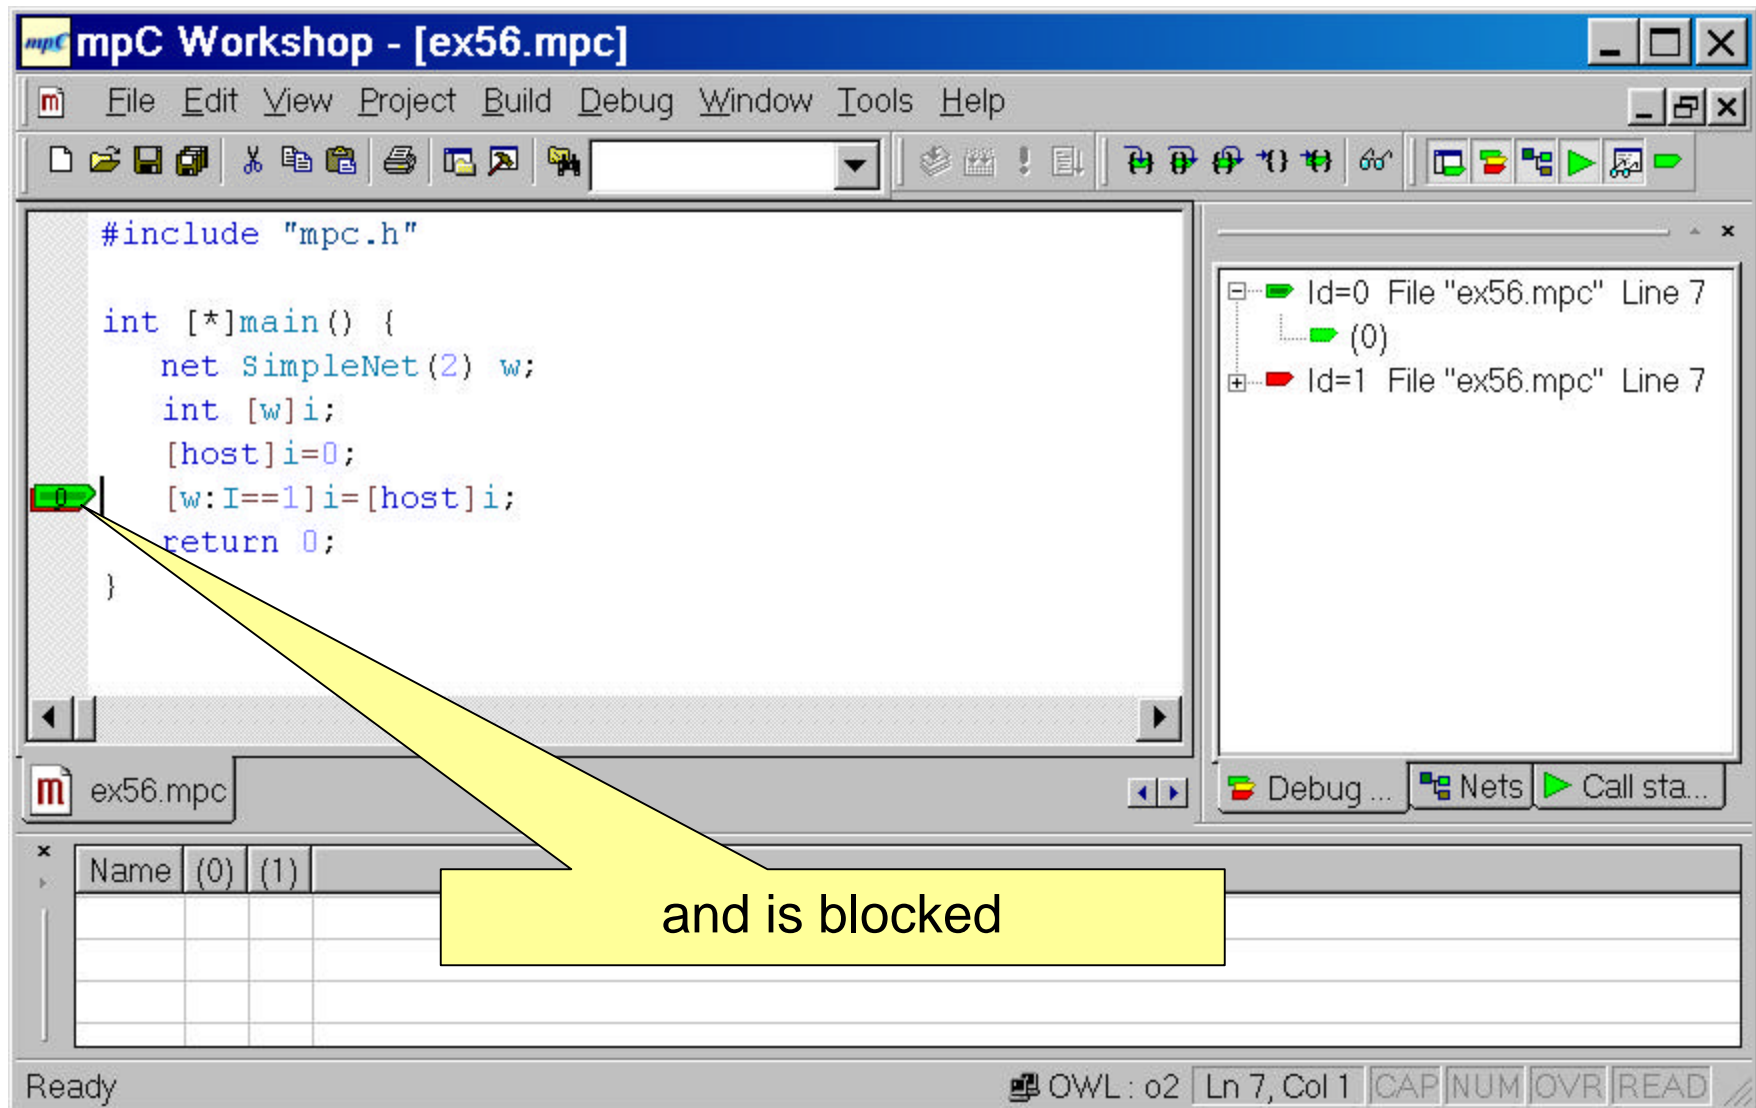 mpC mpC Workshop - [ex56.mpc]
m File Edit View Project Build Debug Window Tools Help
#include "mpc.h"
int [*]main() {
net SimpleNet(2) w;
int [w]i;
[host]i=0;
0 [w:I==1]i=[host]i;
return 0;
}
Id=0 File "ex56.mpc" Line 7
(0)
Id=1 File "ex56.mpc" Line 7
m ex56.mpc
Debug ... Nets Call sta...
Name (0) (1)
and is blocked
Ready OWL : o2 Ln 7, Col 1 CAP NUM OVR READ